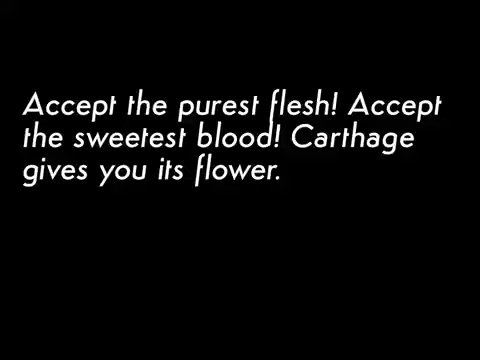 Accept the purest flesh! Accept
the sweetest blood! Carthage
gives you its flower.